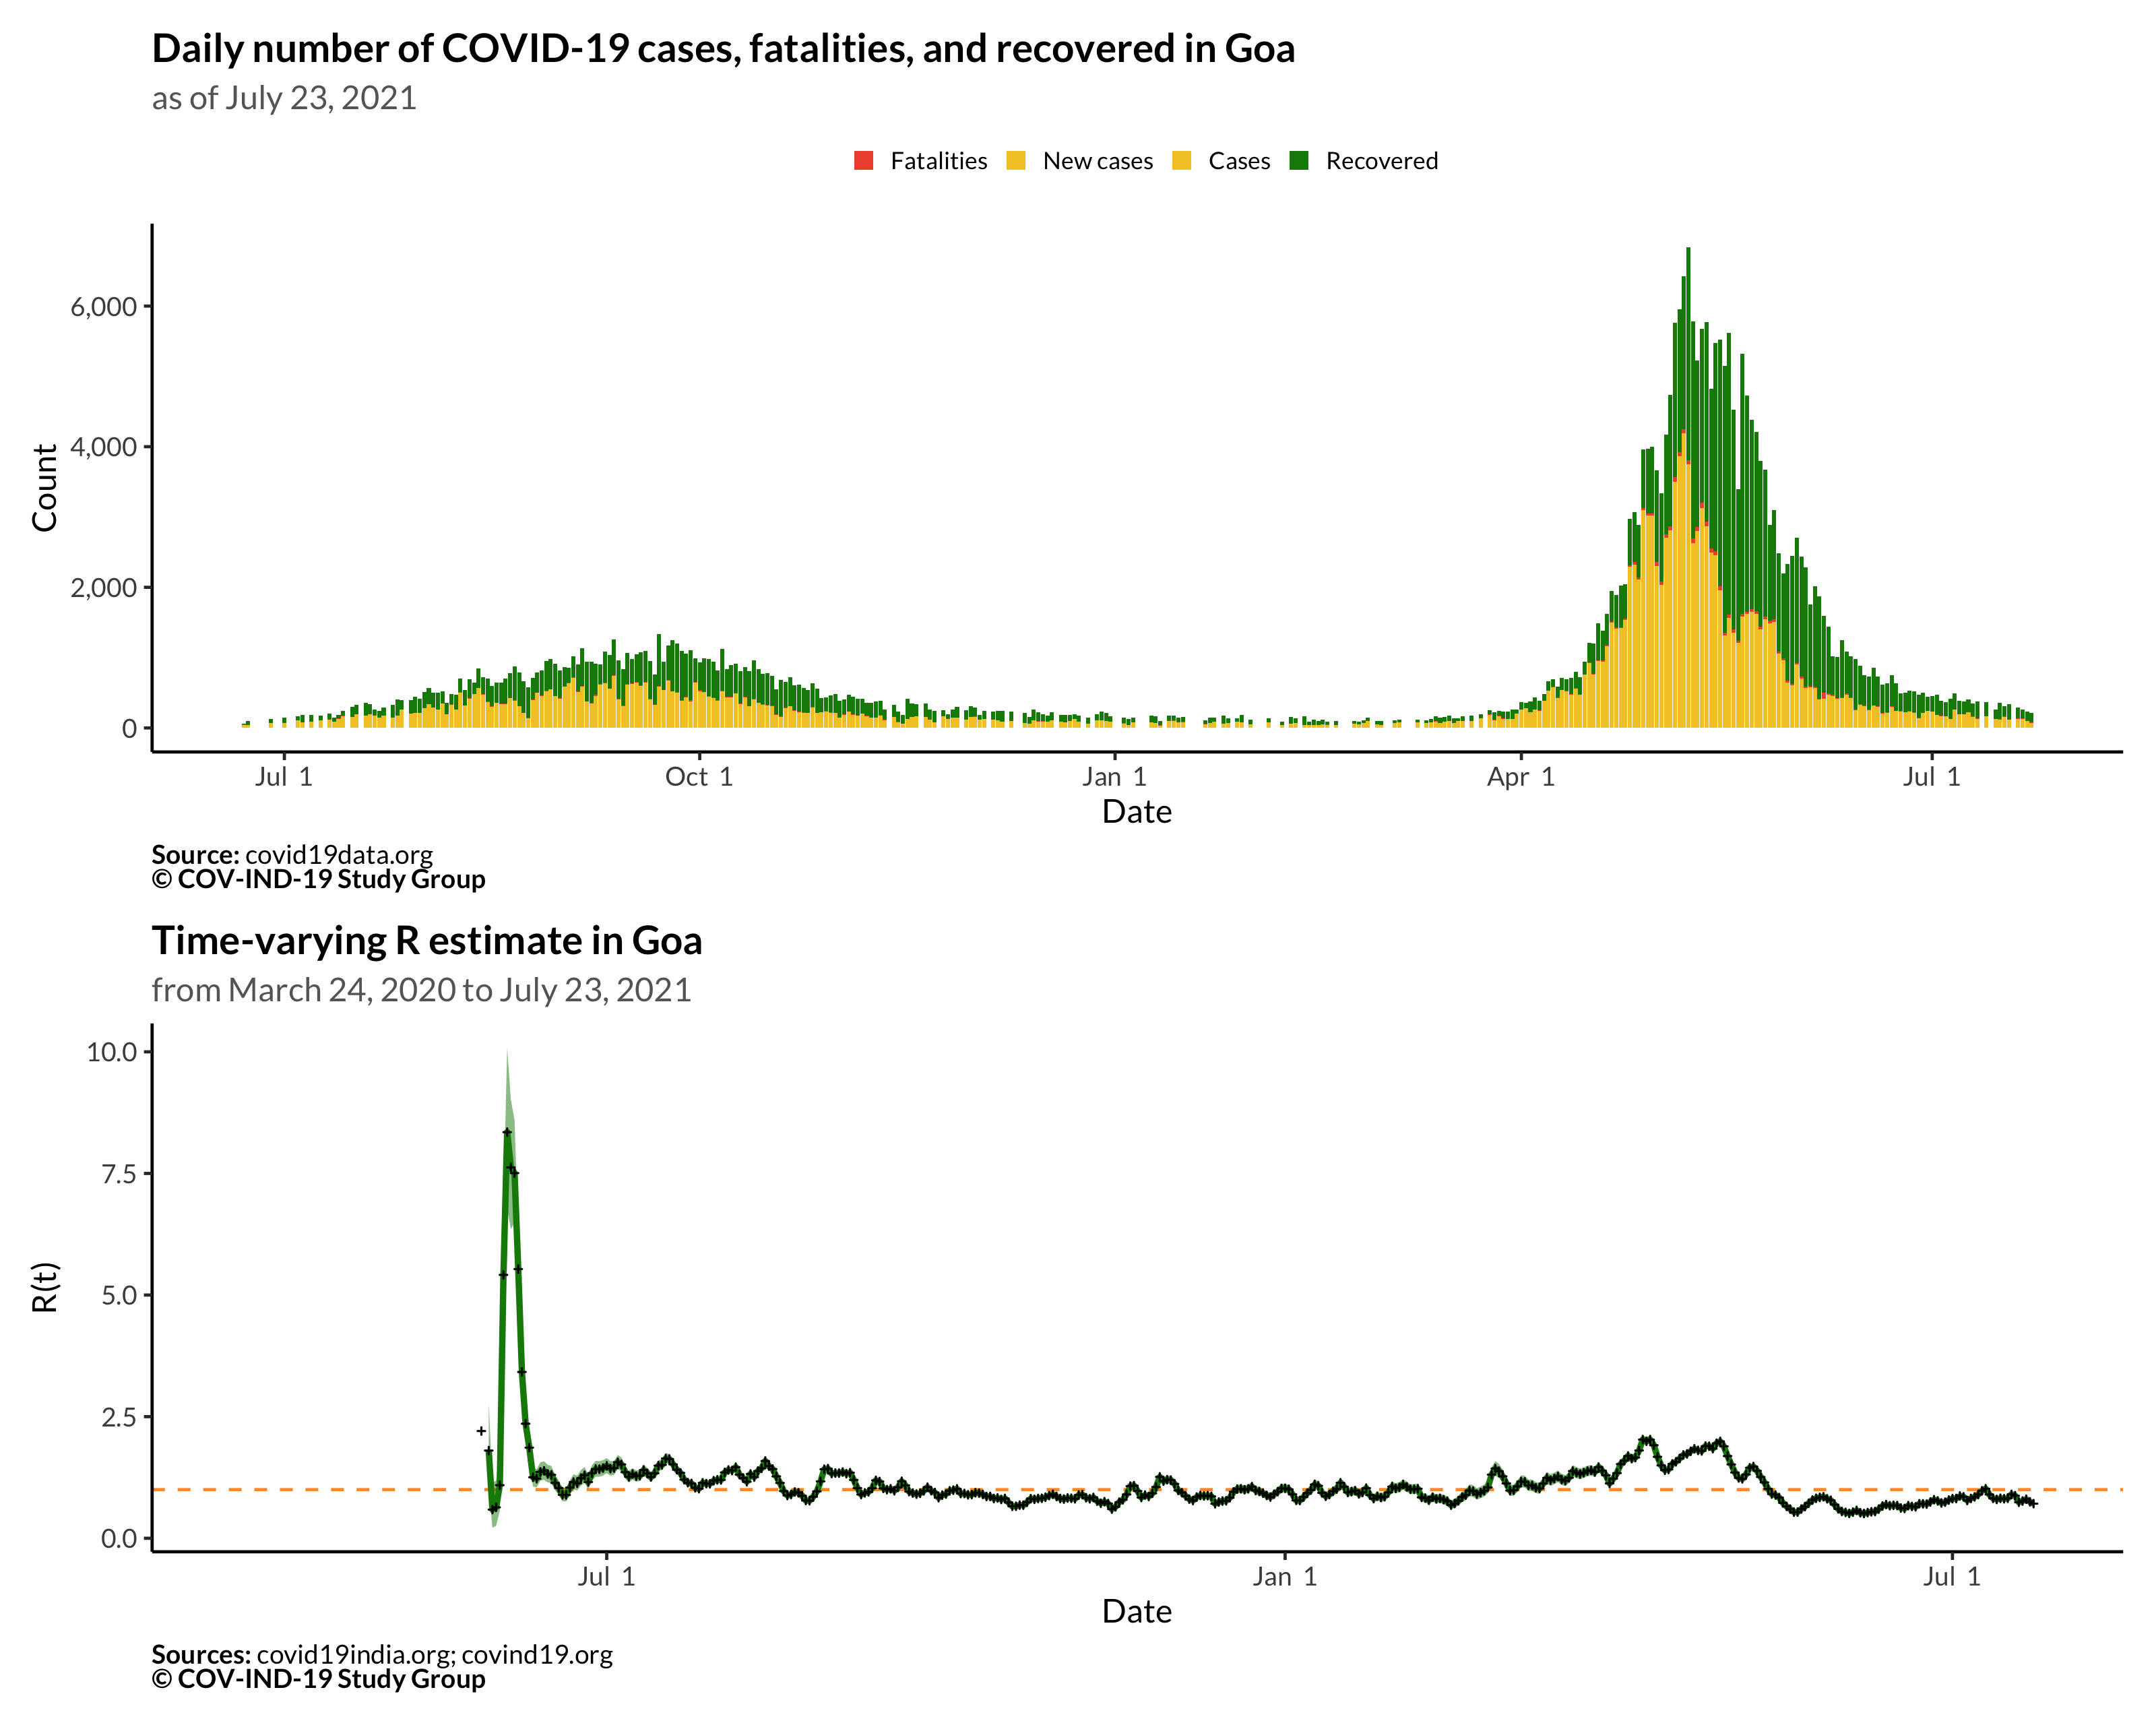 Daily number of COVID-19 cases, fatalities, and recovered in Goa
as of July 23, 2021
Fatalities New cases Cases Recovered
6,000
4,000
2,000
0
Count
Jul 1 Oct 1 Jan 1 Apr 1 Jul 1
Date
Source: covid19data.org
© COV-IND-19 Study Group
Time-varying R estimate in Goa
from March 24, 2020 to July 23, 2021
10.0
7.5
5.0
2.5
0.0
R(t)
Jul 1 Jan 1 Jul 1
Date
Sources: covid19india.org; covind19.org
© COV-IND-19 Study Group